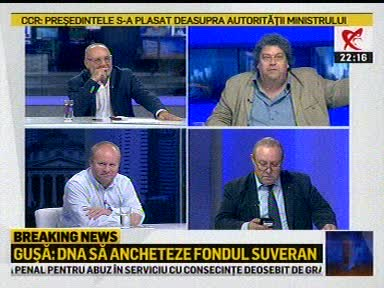 CCR: PREȘEDINTELE S-A PLASAT DEASUPRA AUTORITĂȚII MINISTRULUI
22:16
BREAKING NEWS
GUȘĂ: DNA SĂ ANCHETEZE FONDUL SUVERAN
PENAL PENTRU ABUZ ÎN SERVICIU CU CONSECINȚE DEOSEBIT DE